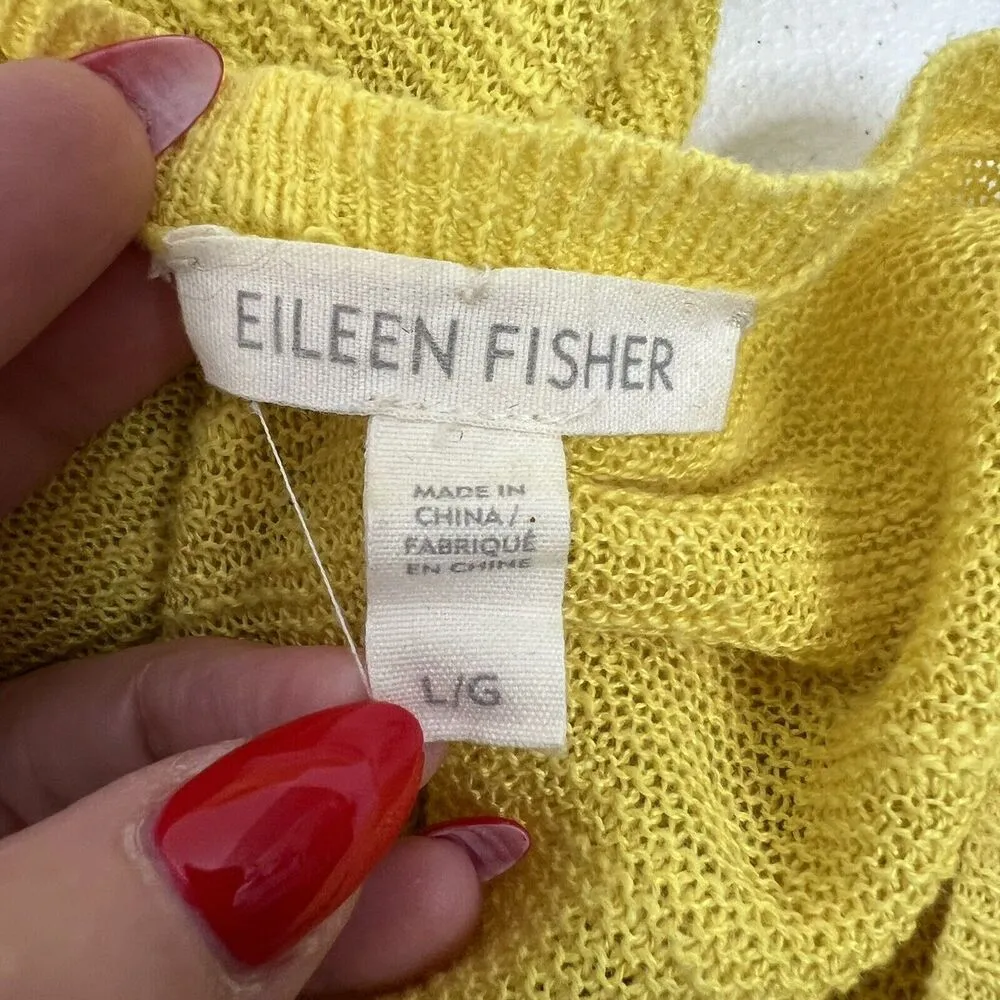 EILEEN FISHER
MADE IN
CHINA/
FABRIQUÉ
EN CHINE
L/G